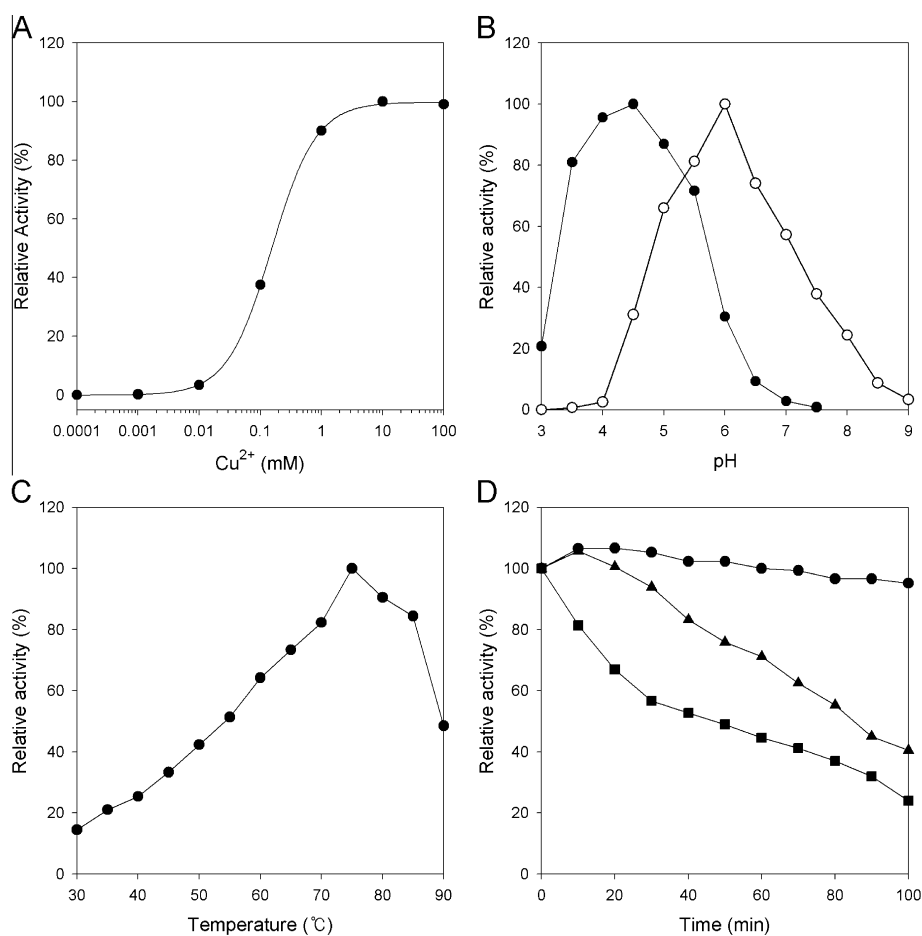 A
120
100
80
60
40
20
0
Relative Activity (%)
0.0001 0.001 0.01 0.1 1 10 100
Cu2+ (mM)
B
120
100
80
60
40
20
0
Relative activity (%)
3 4 5 6 7 8 9
pH
C
120
100
80
60
40
20
0
Relative activity (%)
30 40 50 60 70 80 90
Temperature (℃)
D
120
100
80
60
40
20
0
Relative activity (%)
0 20 40 60 80 100
Time (min)